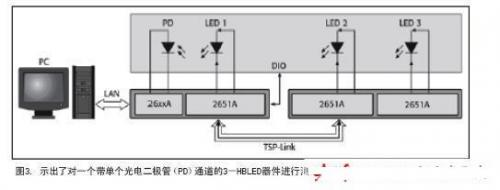 PD LED 1 LED 2 LED 3
PC
DIO
LAN
26xxA 2651A 2651A 2651A
TSP-Link
图3. 示出了对一个带单个光电二极管(PD)通道的3—HBLED器件进行